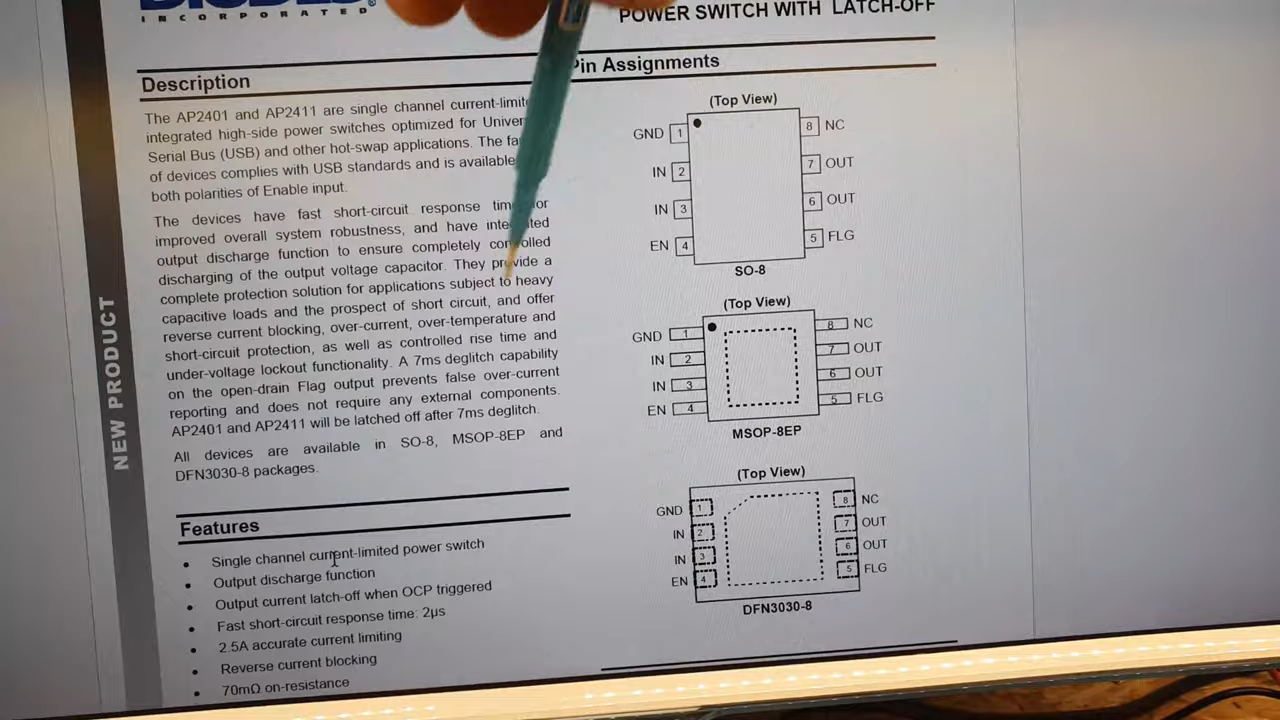 INCORPORATED
POWER SWITCH WITH LATCH-OFF
Description
The AP2401 and AP2411 are single channel
integrated high-side power switches optimized for
Serial Bus (USB) and other hot-swap applications. The
of devices complies with USB standards and is available
both polarities of Enable input.
The devices have fast short-circuit response
improved overall system robustness, and have
output discharge function to ensure completely
discharging of the output voltage capacitor. They provide a
complete protection solution for applications subject to heavy
capacitive loads and the prospect of short circuit, and offer
reverse current blocking, over-current, over-temperature and
short-circuit protection, as well as controlled rise time and
under-voltage lockout functionality. A 7ms deglitch capability
on the open-drain Flag output prevents false over-current
reporting and does not require any external components.
AP2401 and AP2411 will be latched off after 7ms deglitch.
All devices are available in SO-8, MSOP-8EP and
DFN3030-8 packages.
Features
• Single channel current-limited power switch
• Output discharge function
• Output current latch-off when OCP triggered
• Fast short-circuit response time: 2µs
• 2.5A accurate current limiting
• Reverse current blocking
• 70mΩ on-resistance
NEW PRODUCT
Pin Assignments
(Top View)
GND 1 8 NC
IN 2 7 OUT
IN 3 6 OUT
EN 4 5 FLG
SO-8
(Top View)
GND 1 8 NC
IN 2 7 OUT
IN 3 6 OUT
EN 4 5 FLG
MSOP-8EP
(Top View)
GND 1 8 NC
IN 2 7 OUT
IN 3 6 OUT
EN 4 5 FLG
DFN3030-8